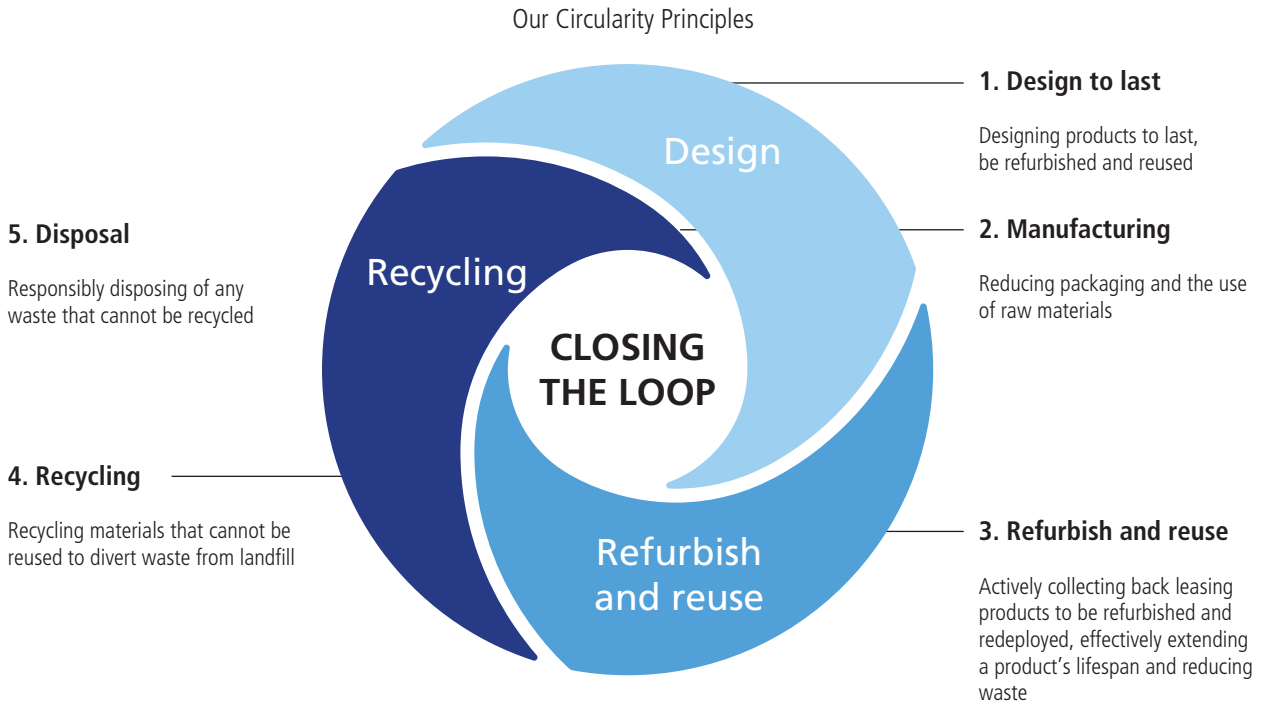 Our Circularity Principles
Design
Recycling
Refurbish
and reuse
CLOSING
THE LOOP
1. Design to last
Designing products to last,
be refurbished and reused
2. Manufacturing
Reducing packaging and the use
of raw materials
3. Refurbish and reuse
Actively collecting back leasing
products to be refurbished and
redeployed, effectively extending
a product’s lifespan and reducing
waste
4. Recycling
Recycling materials that cannot be
reused to divert waste from landfill
5. Disposal
Responsibly disposing of any
waste that cannot be recycled